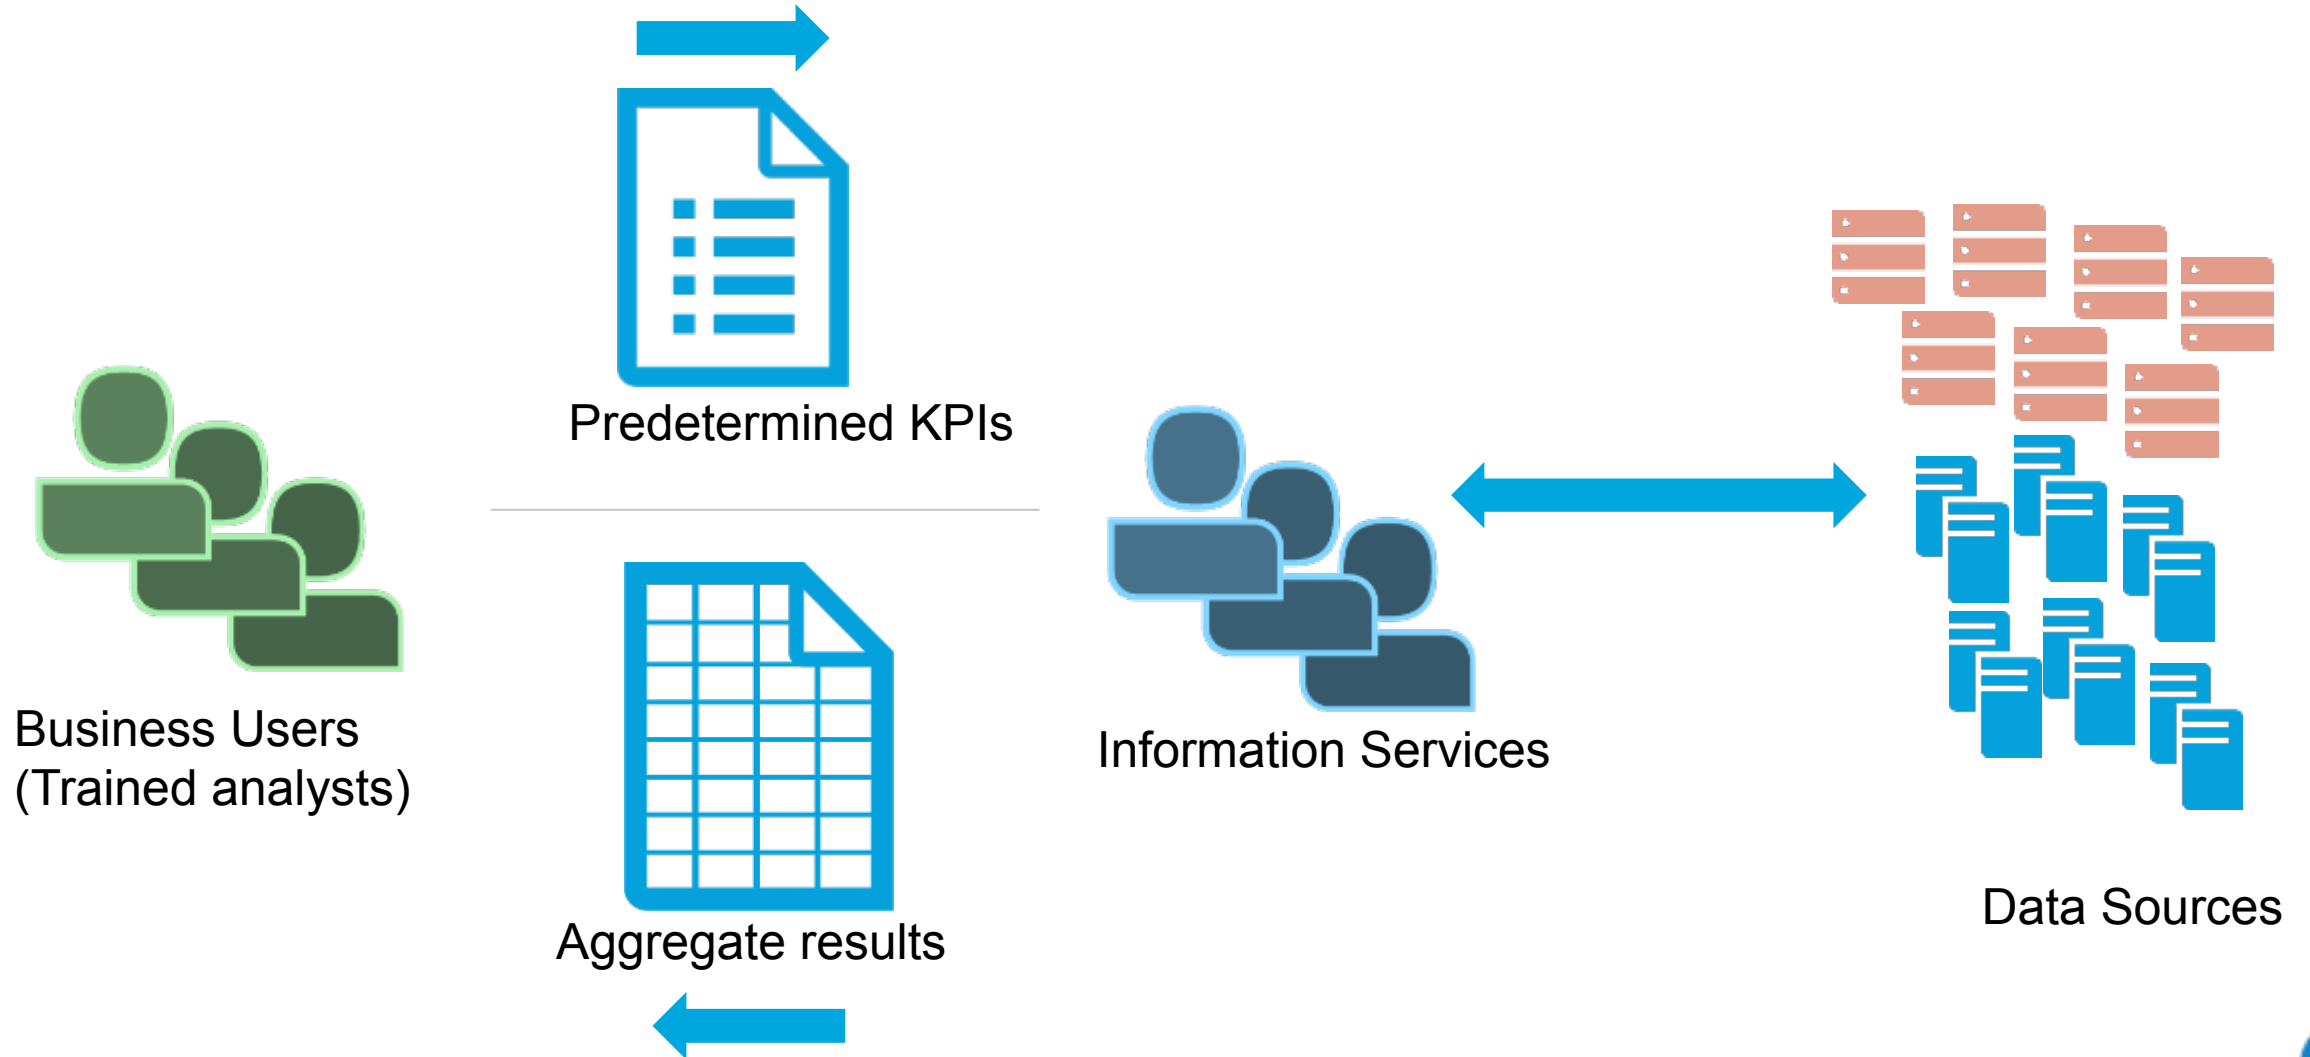 Predetermined KPIs
Business Users
(Trained analysts)
Information Services
Aggregate results
Data Sources